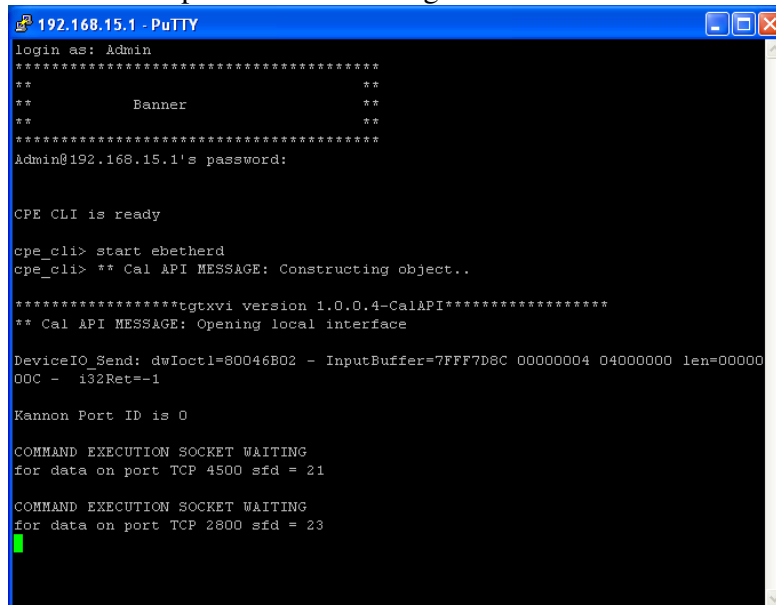 192.168.15.1 - PuTTY
login as: Admin
****************************************
**                                    **
**           Banner                   **
**                                    **
****************************************
Admin@192.168.15.1's password:
CPE CLI is ready
cpe_cli> start ebetherd
cpe_cli> ** Cal API MESSAGE: Constructing object..
******************tgtxvi version 1.0.0.4-CalAPI******************
** Cal API MESSAGE: Opening local interface
DeviceIO_Send: dwIoctl=80046B02 - InputBuffer=7FFF7D8C 00000004 04000000 len=00000
00C -  i32Ret=-1
Kannon Port ID is 0
COMMAND EXECUTION SOCKET WAITING
for data on port TCP 4500 sfd = 21
COMMAND EXECUTION SOCKET WAITING
for data on port TCP 2800 sfd = 23